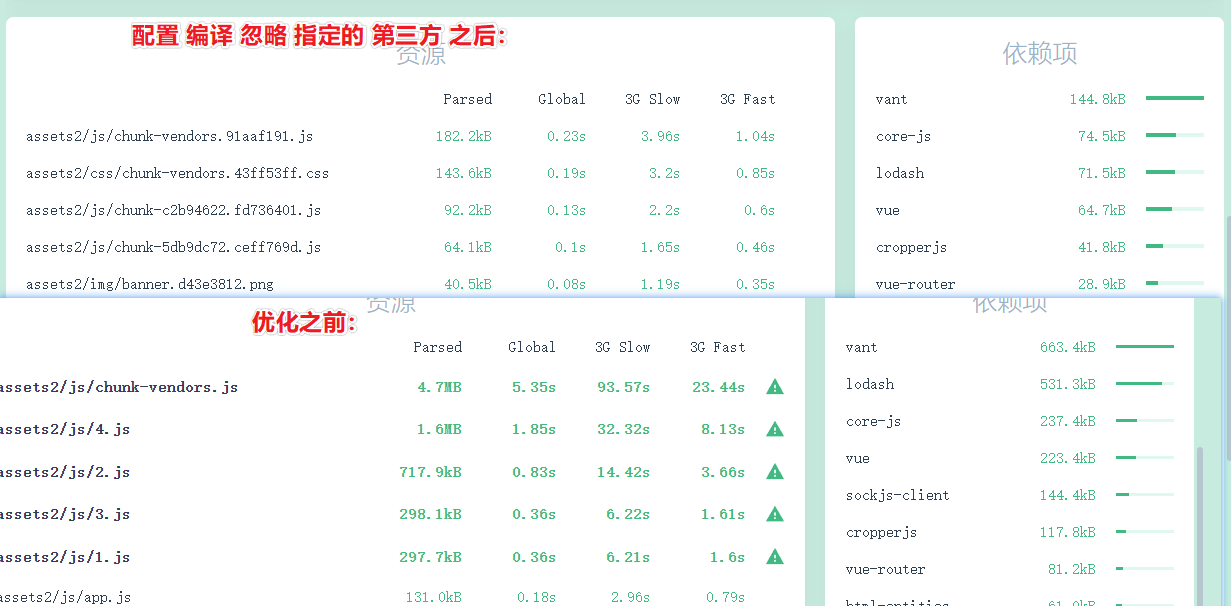 配置 编译 忽略 指定的 第三方 之后:
资源
Parsed Global 3G Slow 3G Fast
assets2/js/chunk-vendors.91aaf191.js 182.2kB 0.23s 3.96s 1.04s
assets2/css/chunk-vendors.43ff53ff.css 143.6kB 0.19s 3.2s 0.85s
assets2/js/chunk-c2b94622.fd736401.js 92.2kB 0.13s 2.2s 0.6s
assets2/js/chunk-5db9dc72.ceff769d.js 64.1kB 0.1s 1.65s 0.46s
assets2/img/banner.d43e3812.png 40.5kB 0.08s 1.19s 0.35s
依赖项
vant 144.8kB
core-js 74.5kB
lodash 71.5kB
vue 64.7kB
cropperjs 41.8kB
vue-router 28.9kB
资源
优化之前:
Parsed Global 3G Slow 3G Fast
assets2/js/chunk-vendors.js 4.7MB 5.35s 93.57s 23.44s
assets2/js/4.js 1.6MB 1.85s 32.32s 8.13s
assets2/js/2.js 717.9kB 0.83s 14.42s 3.66s
assets2/js/3.js 298.1kB 0.36s 6.22s 1.61s
assets2/js/1.js 297.7kB 0.36s 6.21s 1.6s
assets2/js/app.js 131.0kB 0.18s 2.96s 0.79s
依赖项
vant 663.4kB
lodash 531.3kB
core-js 237.4kB
vue 223.4kB
sockjs-client 144.4kB
cropperjs 117.8kB
vue-router 81.2kB
html-entities 61.0kB